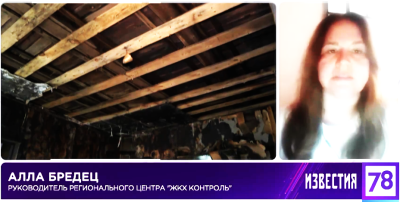 АЛЛА БРЕДЕЦ
РУКОВОДИТЕЛЬ РЕГИОНАЛЬНОГО ЦЕНТРА "ЖКХ КОНТРОЛЬ"
ИЗВЕСТИЯ 78